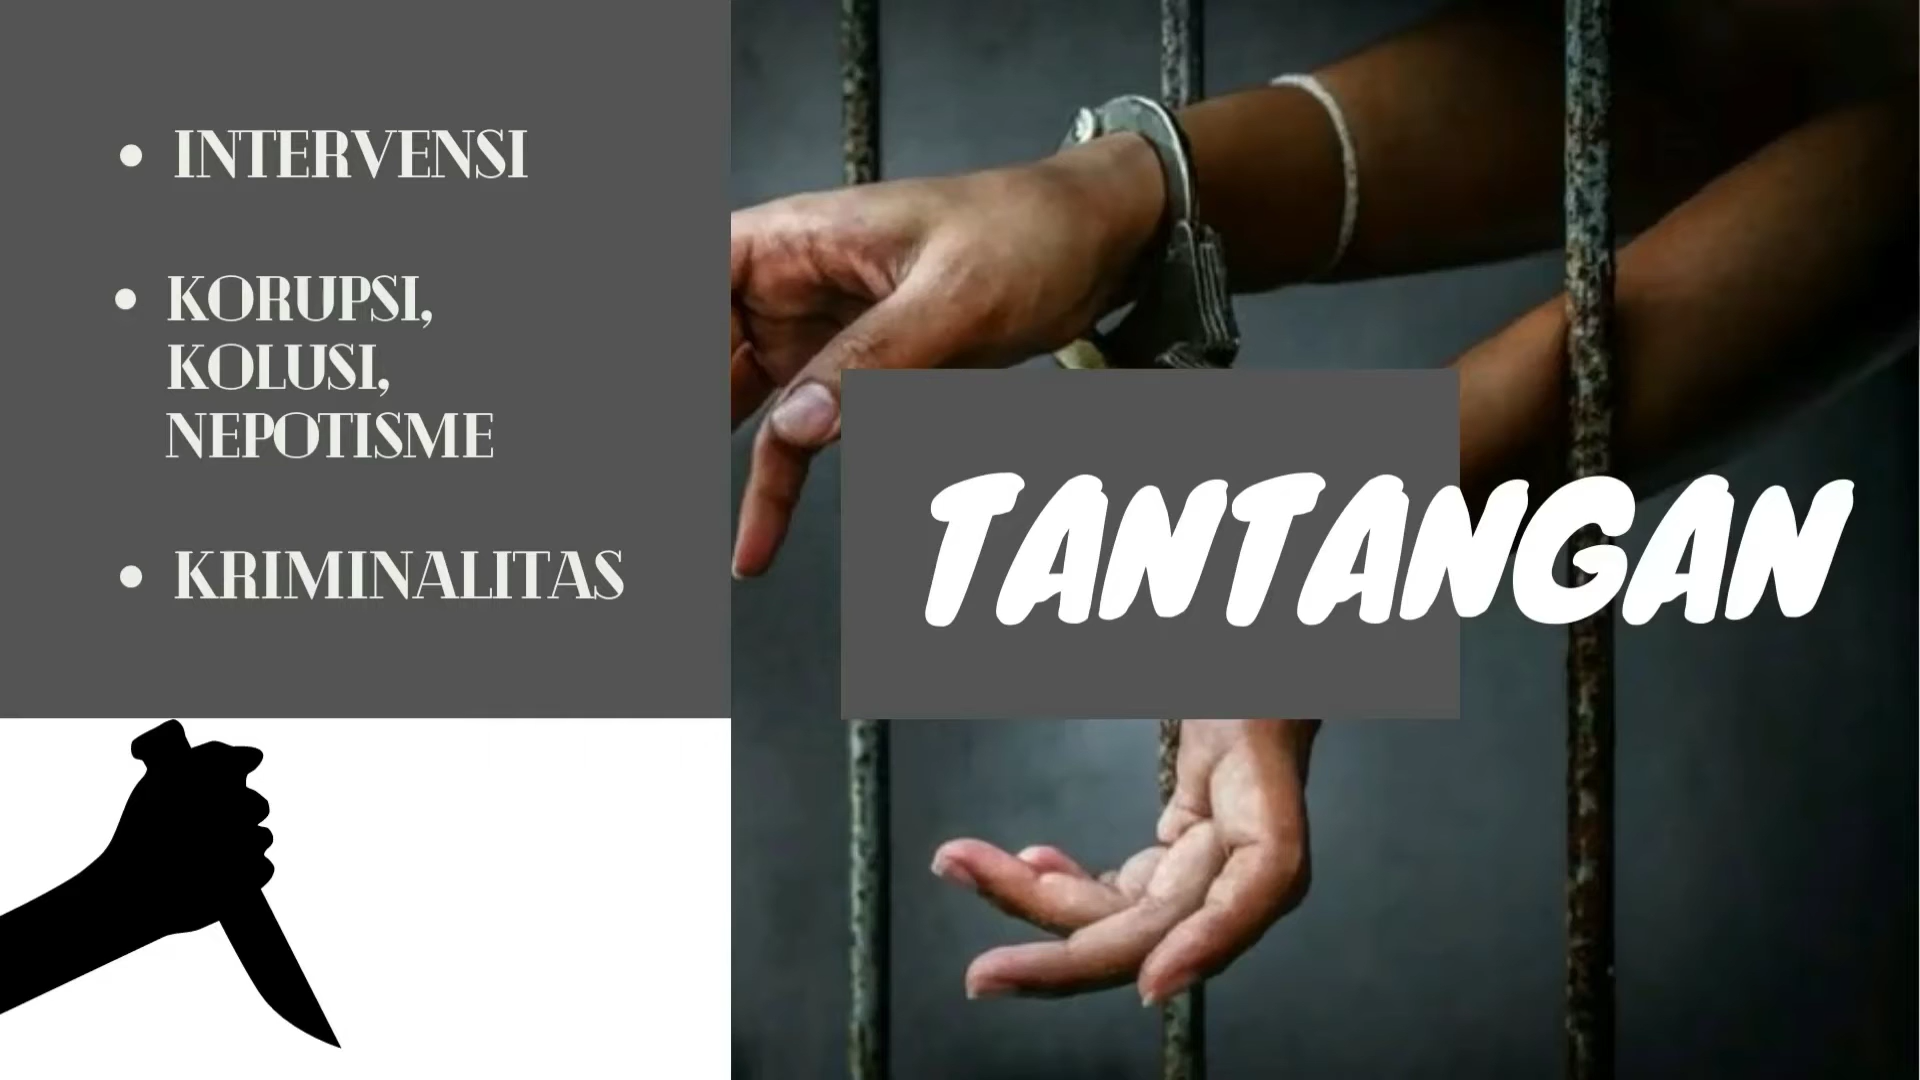 INTERVENSI
KORUPSI,
KOLUSI,
NEPOTISME
KRIMINALITAS
TANTANGAN